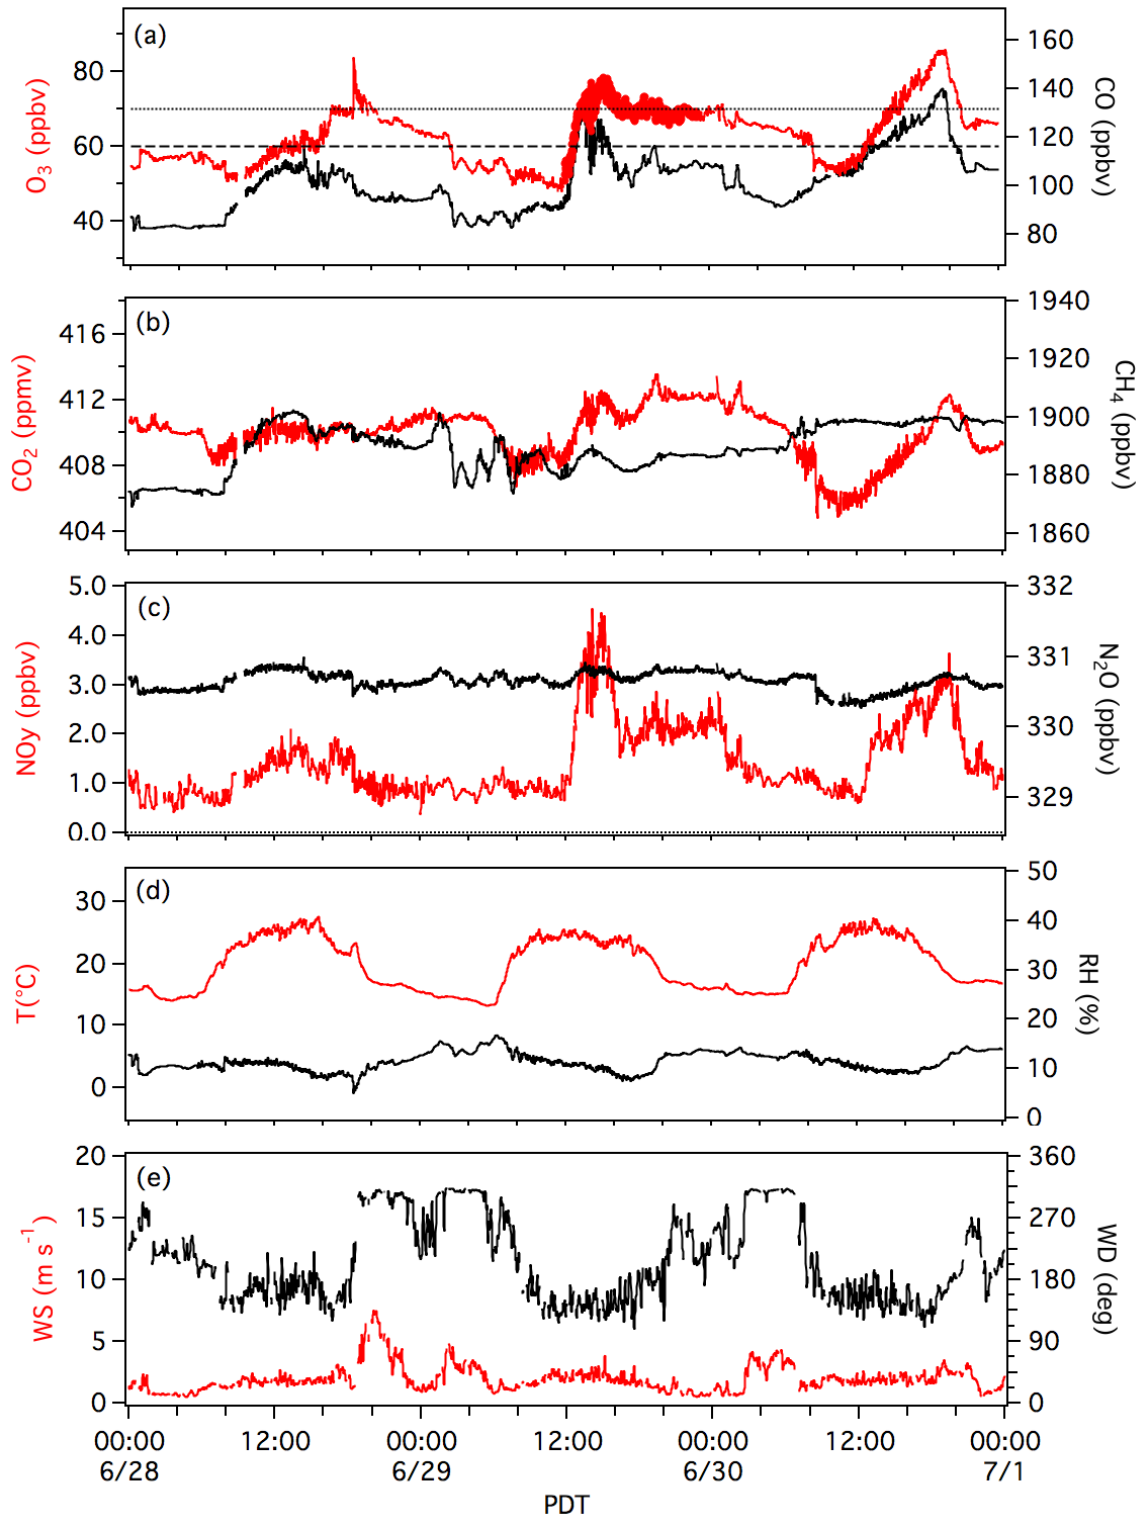 (a)
80
60
40
O3 (ppbv)
160
140
120
100
80
CO (ppbv)
(b)
416
412
408
404
CO2 (ppmv)
1940
1920
1900
1880
1860
CH4 (ppbv)
(c)
5.0
4.0
3.0
2.0
1.0
0.0
NOy (ppbv)
332
331
330
329
N2O (ppbv)
(d)
30
20
10
0
T(°C)
50
40
30
20
10
0
RH (%)
(e)
20
15
10
5
0
WS (m s-1)
360
270
180
90
0
WD (deg)
00:00 12:00 00:00 12:00 00:00 12:00 00:00
6/28 6/29 6/30 7/1
PDT